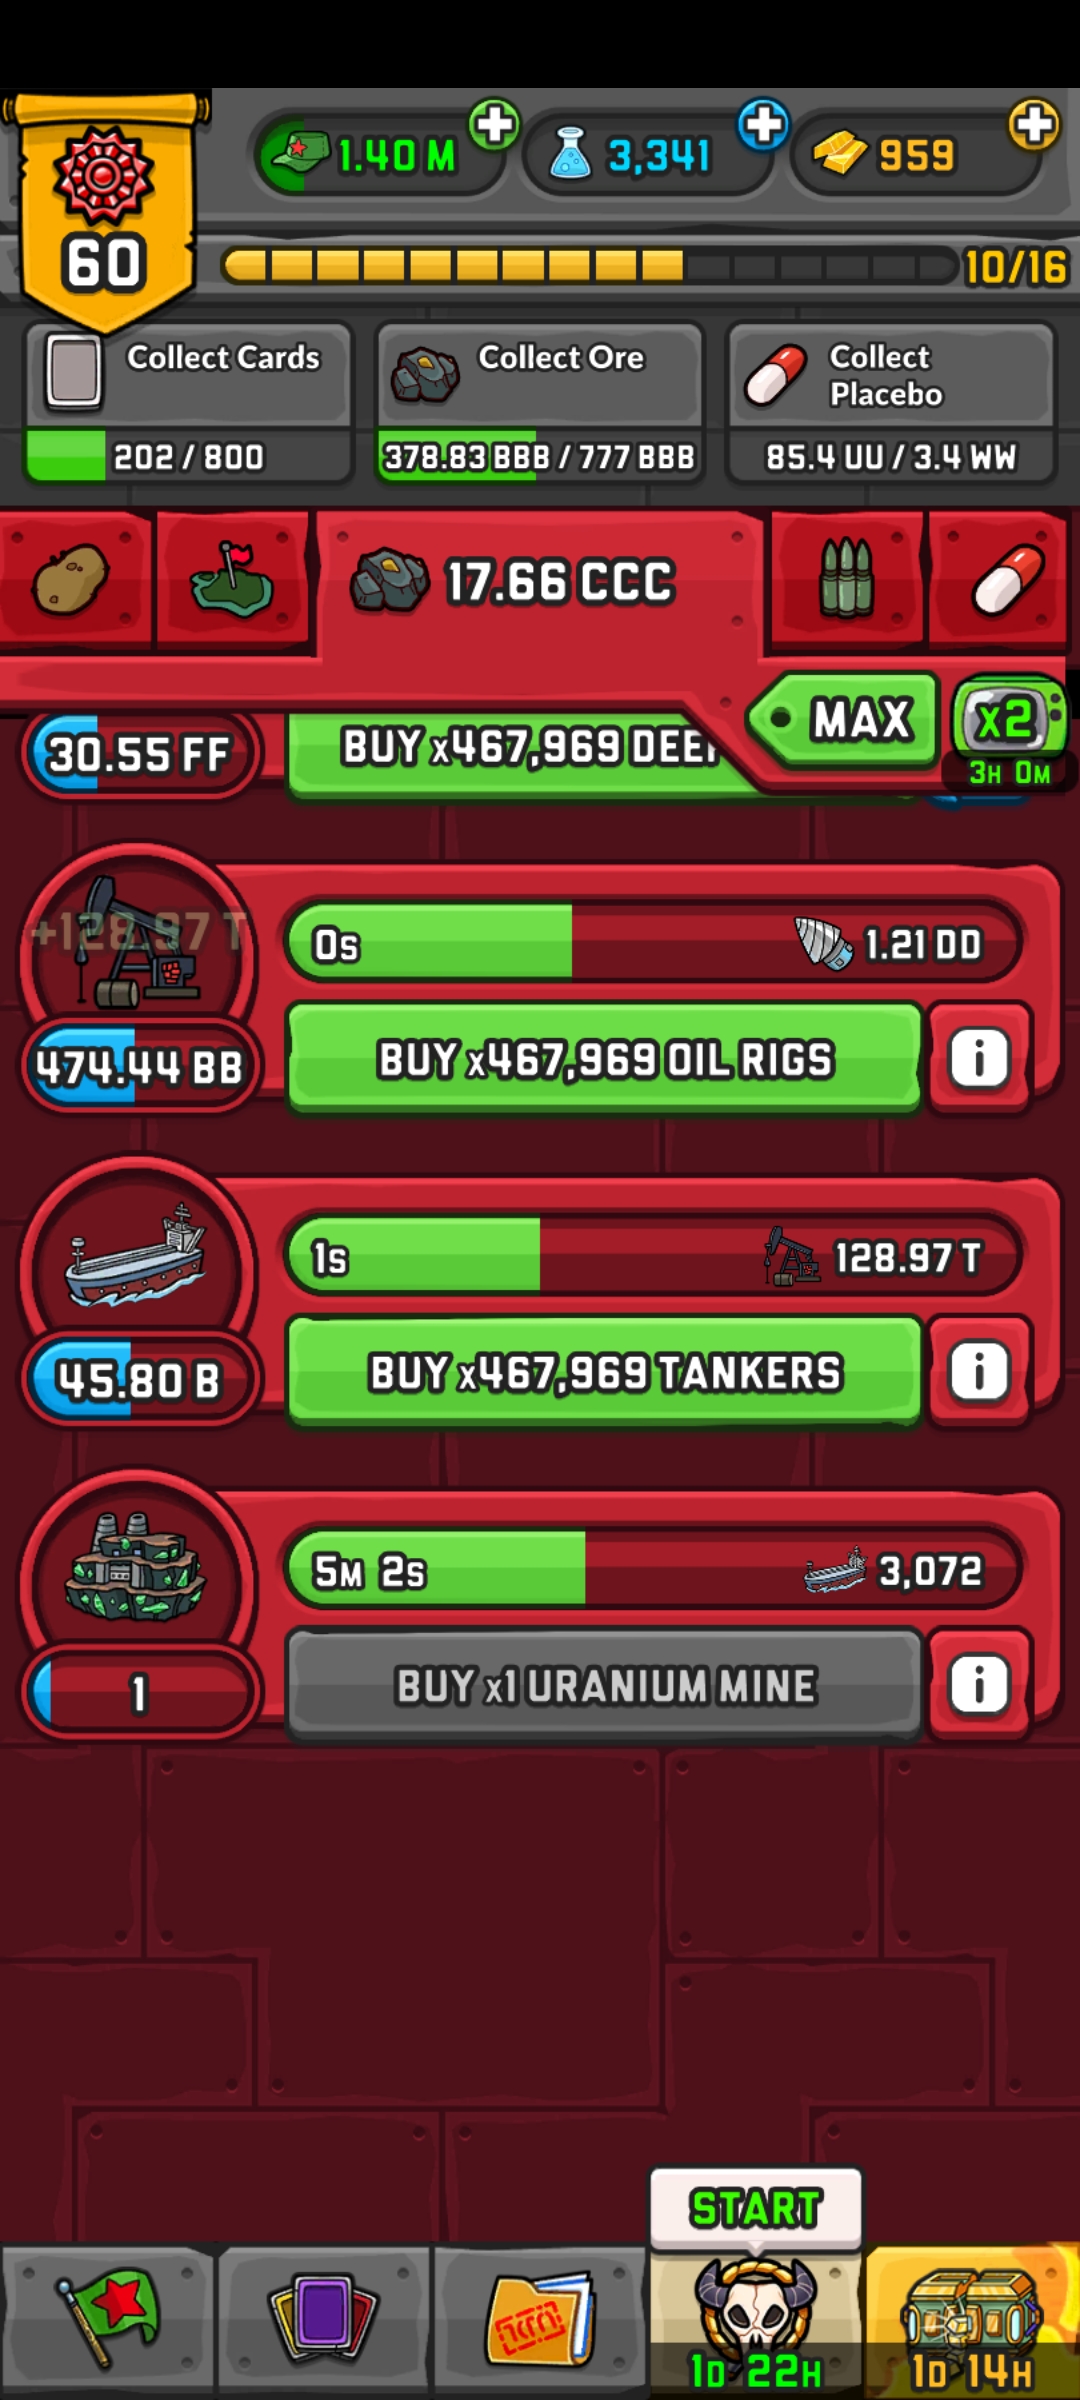 60
1.40 M
3,341
959
10/16
Collect Cards
202 / 800
Collect Ore
378.83 BBB / 777 BBB
Collect
Placebo
85.4 UU / 3.4 WW
17.66 CCC
MAX
x2
3H 0M
30.55 FF
BUY x467,969
+128.97 T
0s
1.21 DD
474.44 BB
BUY x467,969 OIL RIGS
i
1s
128.97 T
45.80 B
BUY x467,969 TANKERS
i
5M 2s
3,072
1
BUY x1 URANIUM MINE
i
START
1D 22H
1D 14H